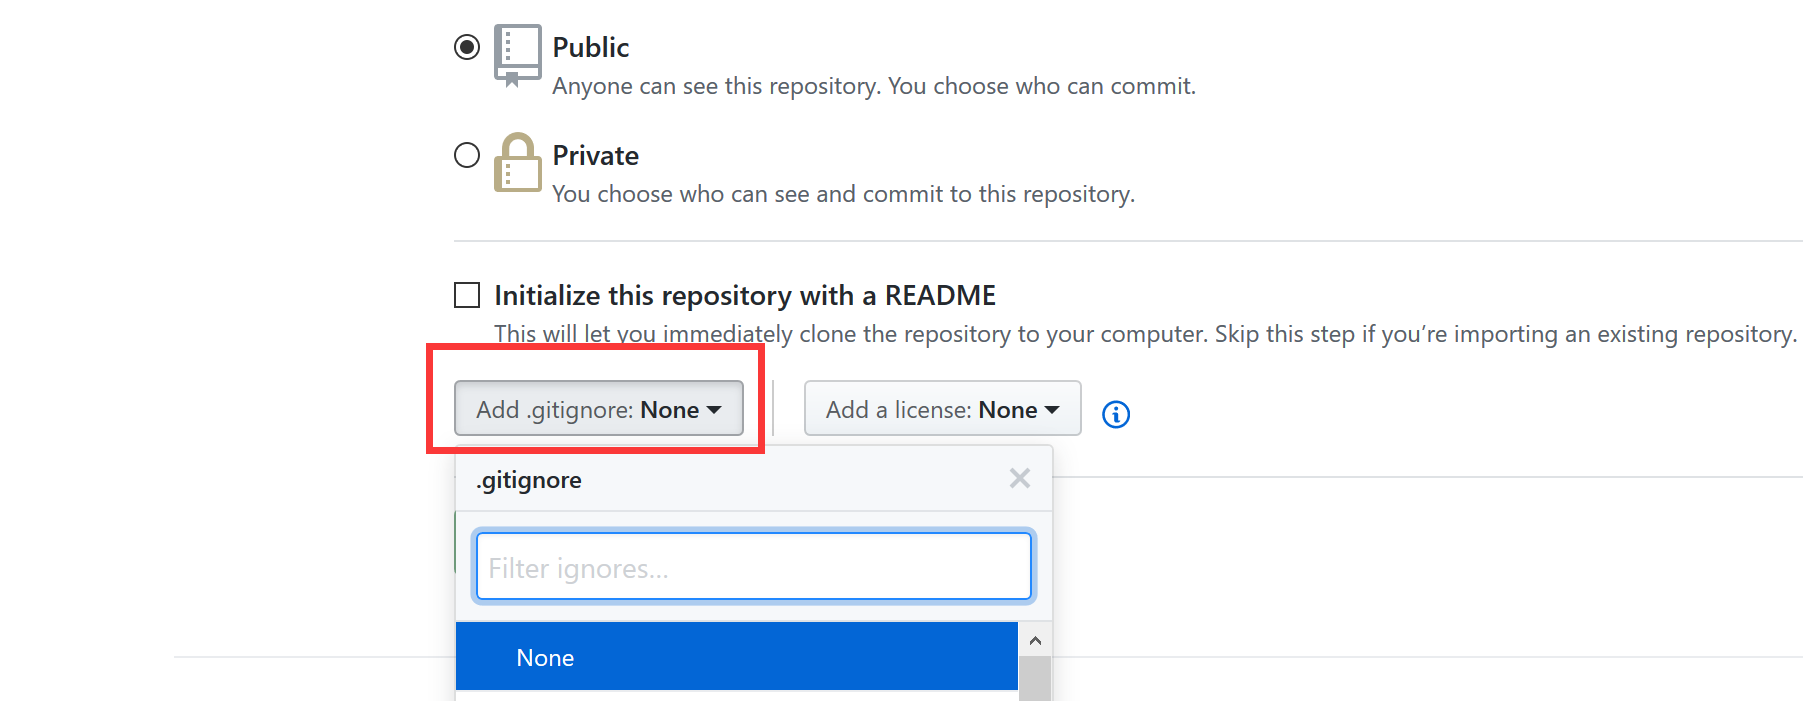 Public
Anyone can see this repository. You choose who can commit.
Private
You choose who can see and commit to this repository.
Initialize this repository with a README
This will let you immediately clone the repository to your computer. Skip this step if you’re importing an existing repository.
Add .gitignore: None
Add a license: None
.gitignore
Filter ignores...
None